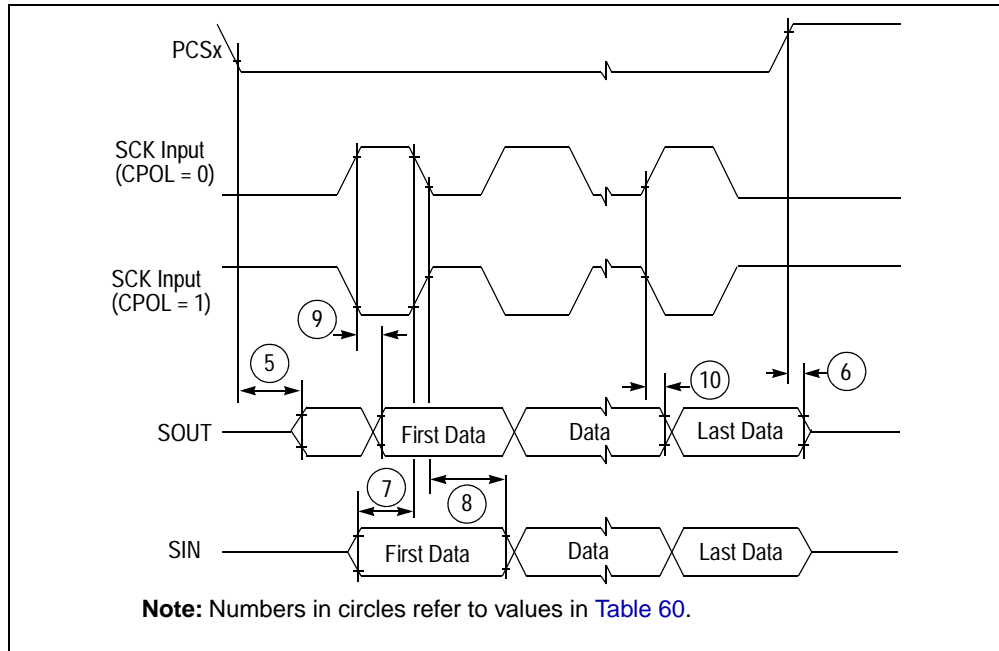 PCSx
SCK Input
(CPOL = 0)
SCK Input
(CPOL = 1)
9
5
10
6
SOUT
First Data
Data
Last Data
7
8
SIN
First Data
Data
Last Data
Note: Numbers in circles refer to values in Table 60.